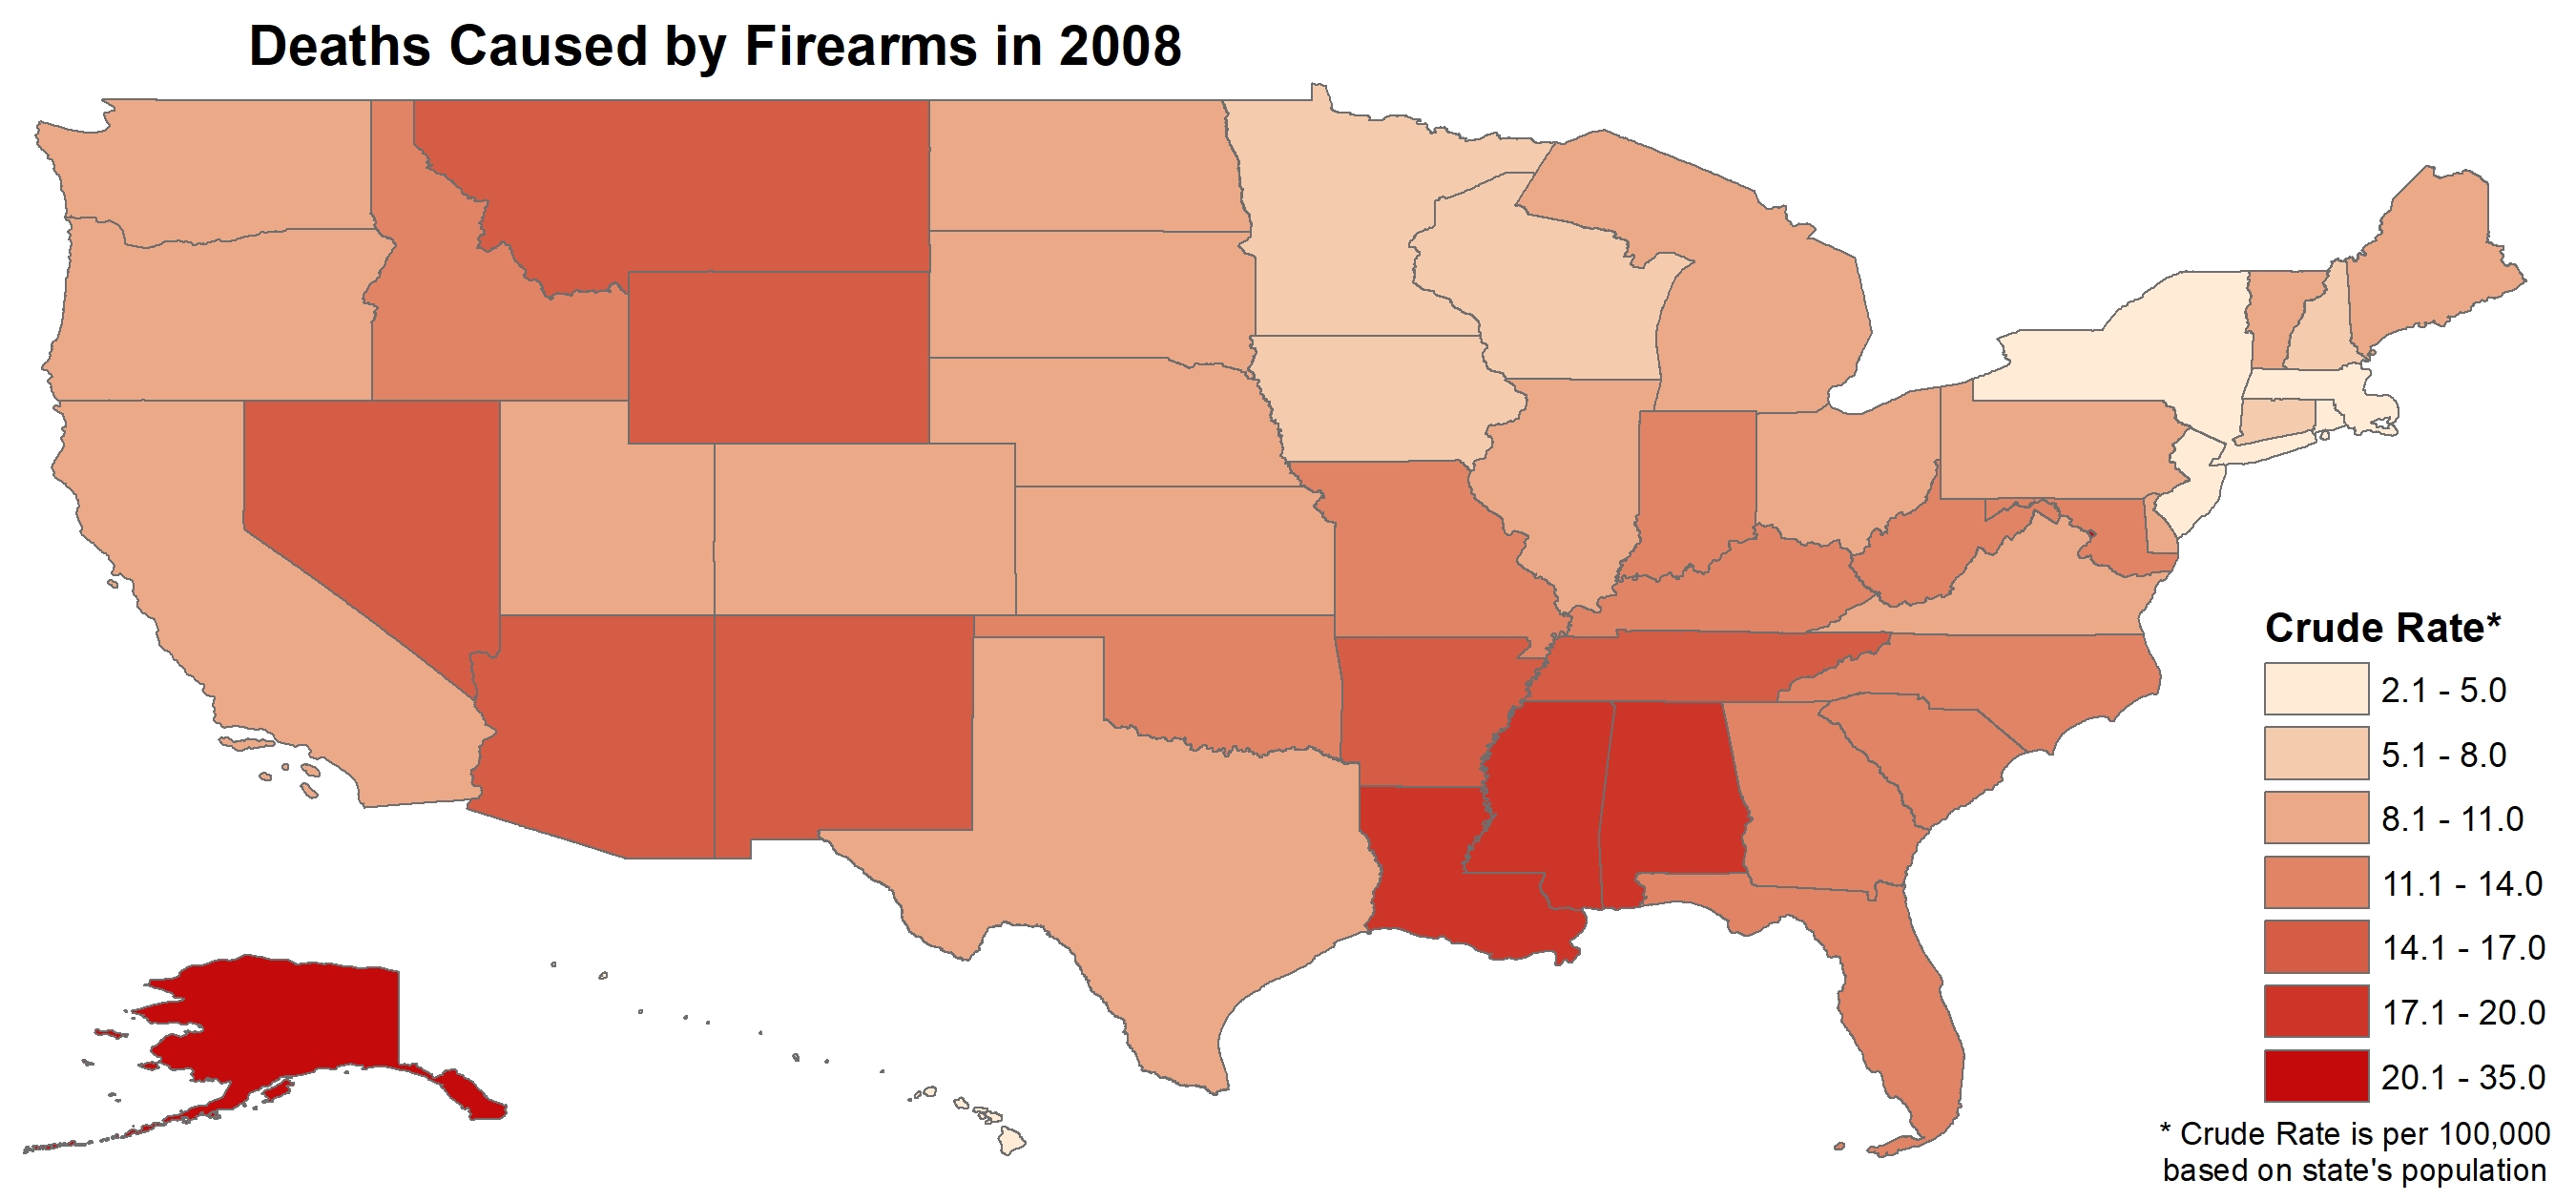 Deaths Caused by Firearms in 2008
Crude Rate*
2.1 - 5.0
5.1 - 8.0
8.1 - 11.0
11.1 - 14.0
14.1 - 17.0
17.1 - 20.0
20.1 - 35.0
* Crude Rate is per 100,000
based on state's population